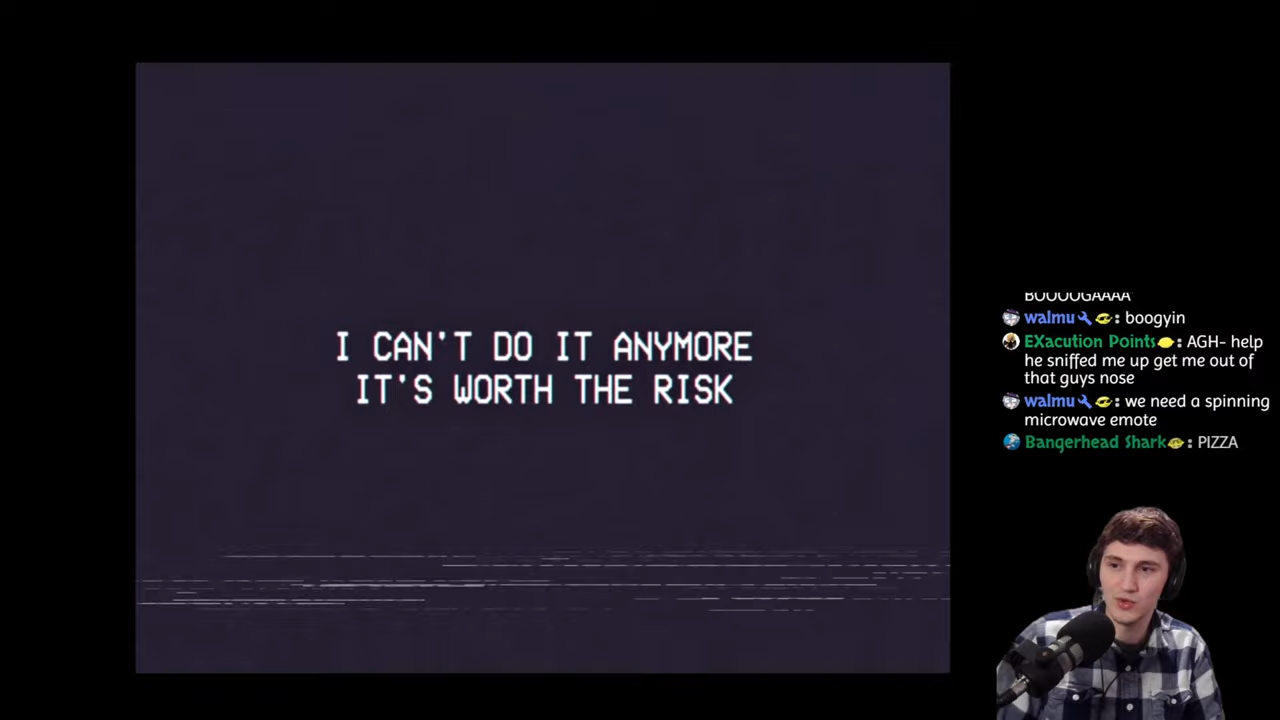 I CAN'T DO IT ANYMORE
IT'S WORTH THE RISK
BOOOOGAAAA
walmu: boogyin
EXacution Points: AGH- help
he sniffed me up get me out of
that guys nose
walmu: we need a spinning
microwave emote
Bangerhead Shark: PIZZA